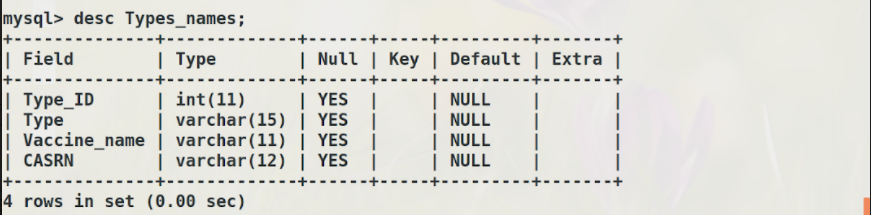 mysql> desc Types_names;
+--------------+-------------+------+-----+---------+-------+
| Field        | Type        | Null | Key | Default | Extra |
+--------------+-------------+------+-----+---------+-------+
| Type_ID      | int(11)     | YES  |     | NULL    |       |
| Type         | varchar(15) | YES  |     | NULL    |       |
| Vaccine_name | varchar(11) | YES  |     | NULL    |       |
| CASRN        | varchar(12) | YES  |     | NULL    |       |
+--------------+-------------+------+-----+---------+-------+
4 rows in set (0.00 sec)